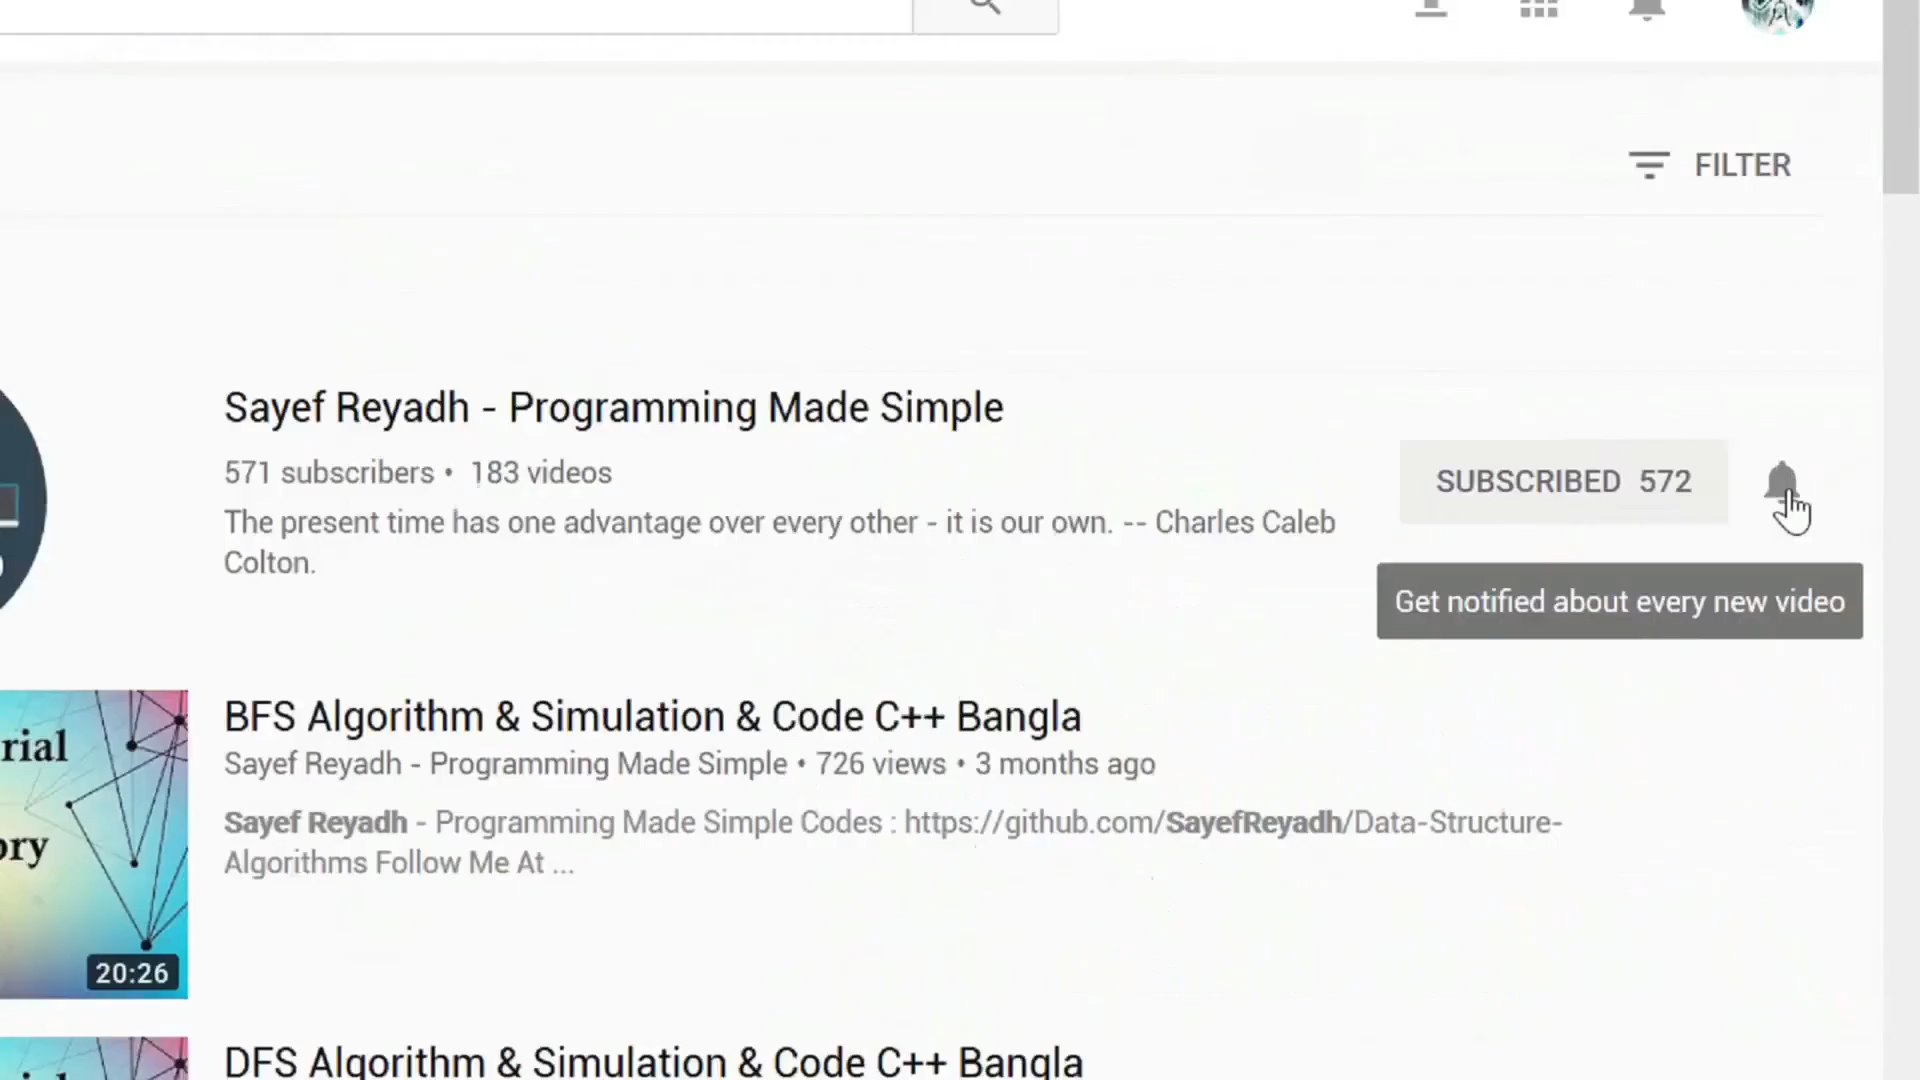 FILTER
Sayef Reyadh - Programming Made Simple
571 subscribers • 183 videos
SUBSCRIBED 572
The present time has one advantage over every other - it is our own. -- Charles Caleb
Colton.
Get notified about every new video
BFS Algorithm & Simulation & Code C++ Bangla
Sayef Reyadh - Programming Made Simple • 726 views • 3 months ago
Sayef Reyadh - Programming Made Simple Codes : https://github.com/SayefReyadh/Data-Structure-
Algorithms Follow Me At ...
rial
ory
20:26
DFS Algorithm & Simulation & Code C++ Bangla